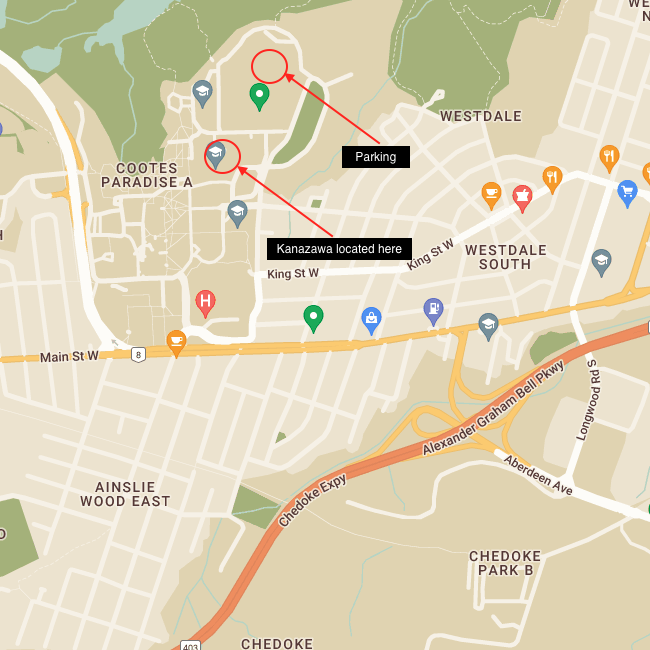 WE
N
WESTDALE
Parking
COOTES
PARADISE A
H
Kanazawa located here
WESTDALE
SOUTH
King St W
King St W
H
Main St W
8
Alexander Graham Bell Pkwy
Longwood Rd S
Aberdeen Ave
AINSLIE
WOOD EAST
Chedoke Expy
O
CHEDOKE
PARK B
403
CHEDOKE